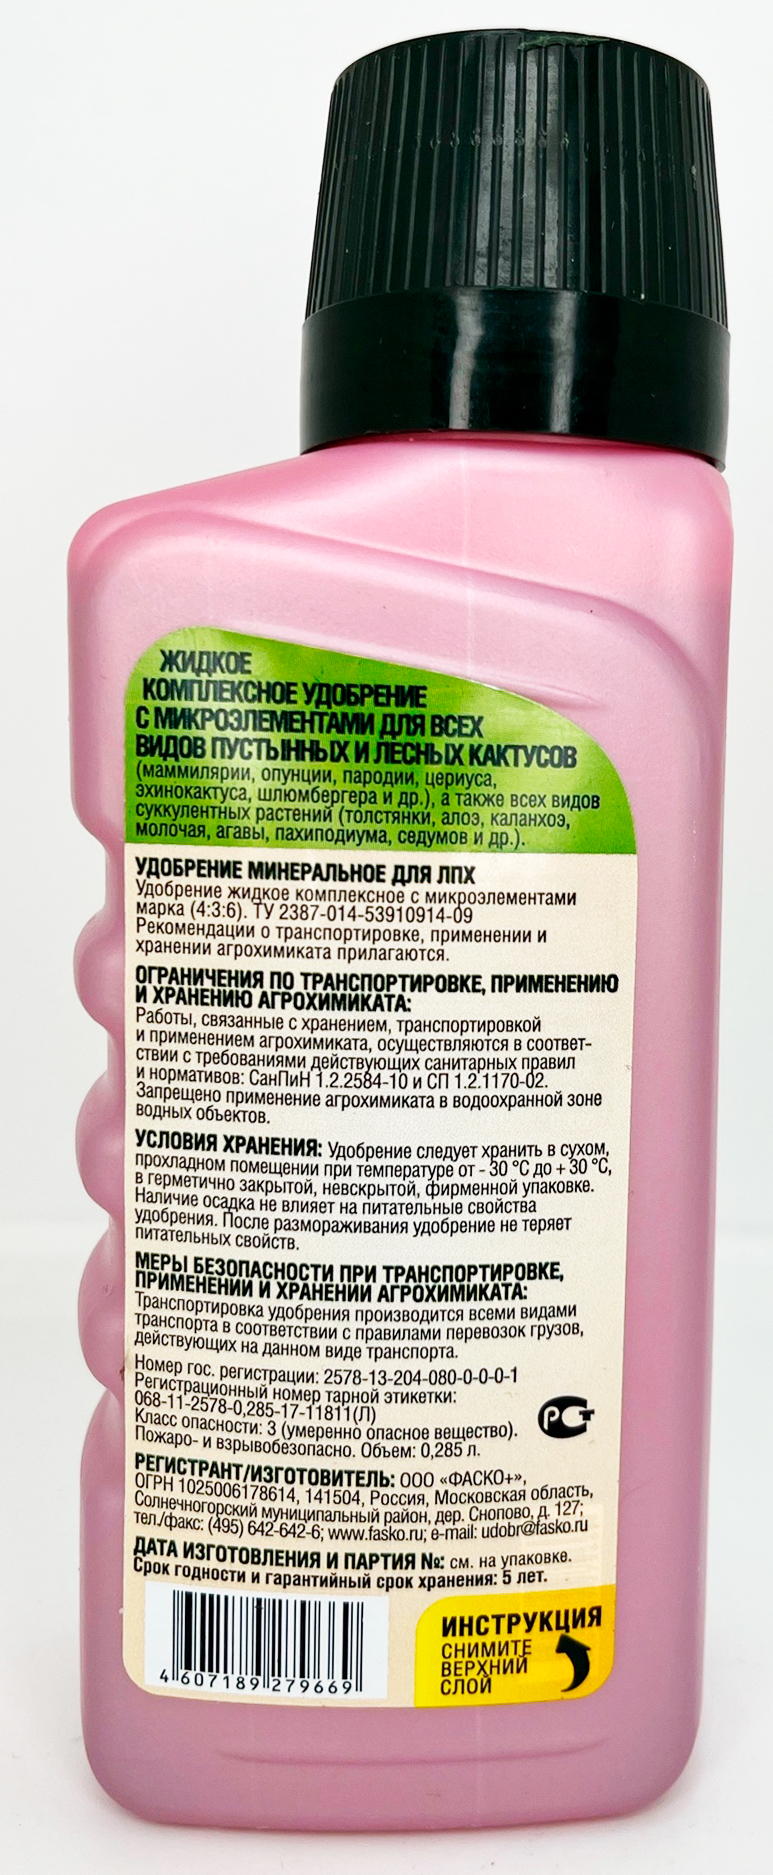 ЖИДКОЕ
КОМПЛЕКСНОЕ УДОБРЕНИЕ
С МИКРОЭЛЕМЕНТАМИ ДЛЯ ВСЕХ
ВИДОВ ПУСТЫННЫХ И ЛЕСНЫХ КАКТУСОВ
(маммилярии, опунции, пародии, цериуса,
эхинокактуса, шлюмбергера и др.), а также всех видов
суккулентных растений (толстянки, алоэ, каланхоэ,
молочая, агавы, пахиподиума, седумов и др.).
УДОБРЕНИЕ МИНЕРАЛЬНОЕ ДЛЯ ЛПХ
Удобрение жидкое комплексное с микроэлементами
марка (4:3:6). ТУ 2387-014-53910914-09
Рекомендации о транспортировке, применении и
хранении агрохимиката прилагаются.
ОГРАНИЧЕНИЯ ПО ТРАНСПОРТИРОВКЕ, ПРИМЕНЕНИЮ
И ХРАНЕНИЮ АГРОХИМИКАТА:
Работы, связанные с хранением, транспортировкой
и применением агрохимиката, осуществляются в соответ-
ствии с требованиями действующих санитарных правил
и нормативов: СанПиН 1.2.2584-10 и СП 1.2.1170-02.
Запрещено применение агрохимиката в водоохранной зоне
водных объектов.
УСЛОВИЯ ХРАНЕНИЯ: Удобрение следует хранить в сухом,
прохладном помещении при температуре от - 30 °С до + 30 °С,
в герметично закрытой, невскрытой, фирменной упаковке.
Наличие осадка не влияет на питательные свойства
удобрения. После размораживания удобрение не теряет
питательных свойств.
МЕРЫ БЕЗОПАСНОСТИ ПРИ ТРАНСПОРТИРОВКЕ,
ПРИМЕНЕНИИ И ХРАНЕНИИ АГРОХИМИКАТА:
Транспортировка удобрения производится всеми видами
транспорта в соответствии с правилами перевозок грузов,
действующих на данном виде транспорта.
Номер гос. регистрации: 2578-13-204-080-0-0-0-1
Регистрационный номер тарной этикетки:
068-11-2578-0,285-17-11811(Л)
Класс опасности: 3 (умеренно опасное вещество).
Пожаро- и взрывобезопасно. Объем: 0,285 л.
РСТ
РЕГИСТРАНТ/ИЗГОТОВИТЕЛЬ: ООО «ФАСКО+»,
ОГРН 1025006178614, 141504, Россия, Московская область,
Солнечногорский муниципальный район, дер. Снопово, д. 127;
тел./факс: (495) 642-642-6; www.fasko.ru; e-mail: udobr@fasko.ru
ДАТА ИЗГОТОВЛЕНИЯ И ПАРТИЯ №: см. на упаковке.
Срок годности и гарантийный срок хранения: 5 лет.
4 607189 279669
ИНСТРУКЦИЯ
СНИМИТЕ
ВЕРХНИЙ
СЛОЙ